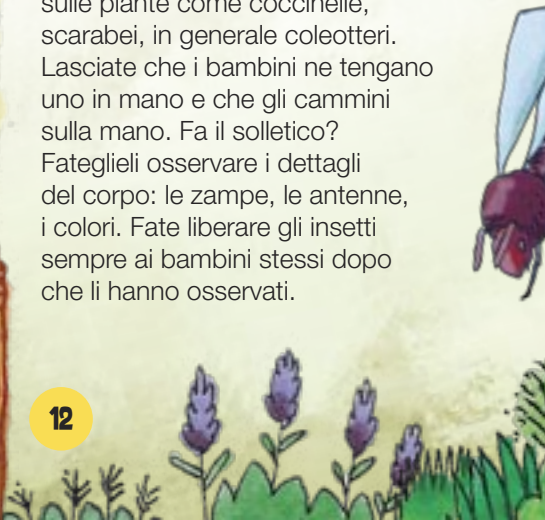 sulle piante come coccinelle,
scarabei, in generale coleotteri.
Lasciate che i bambini ne tengano
uno in mano e che gli cammini
sulla mano. Fa il solletico?
Fateglieli osservare i dettagli
del corpo: le zampe, le antenne,
i colori. Fate liberare gli insetti
sempre ai bambini stessi dopo
che li hanno osservati.
12